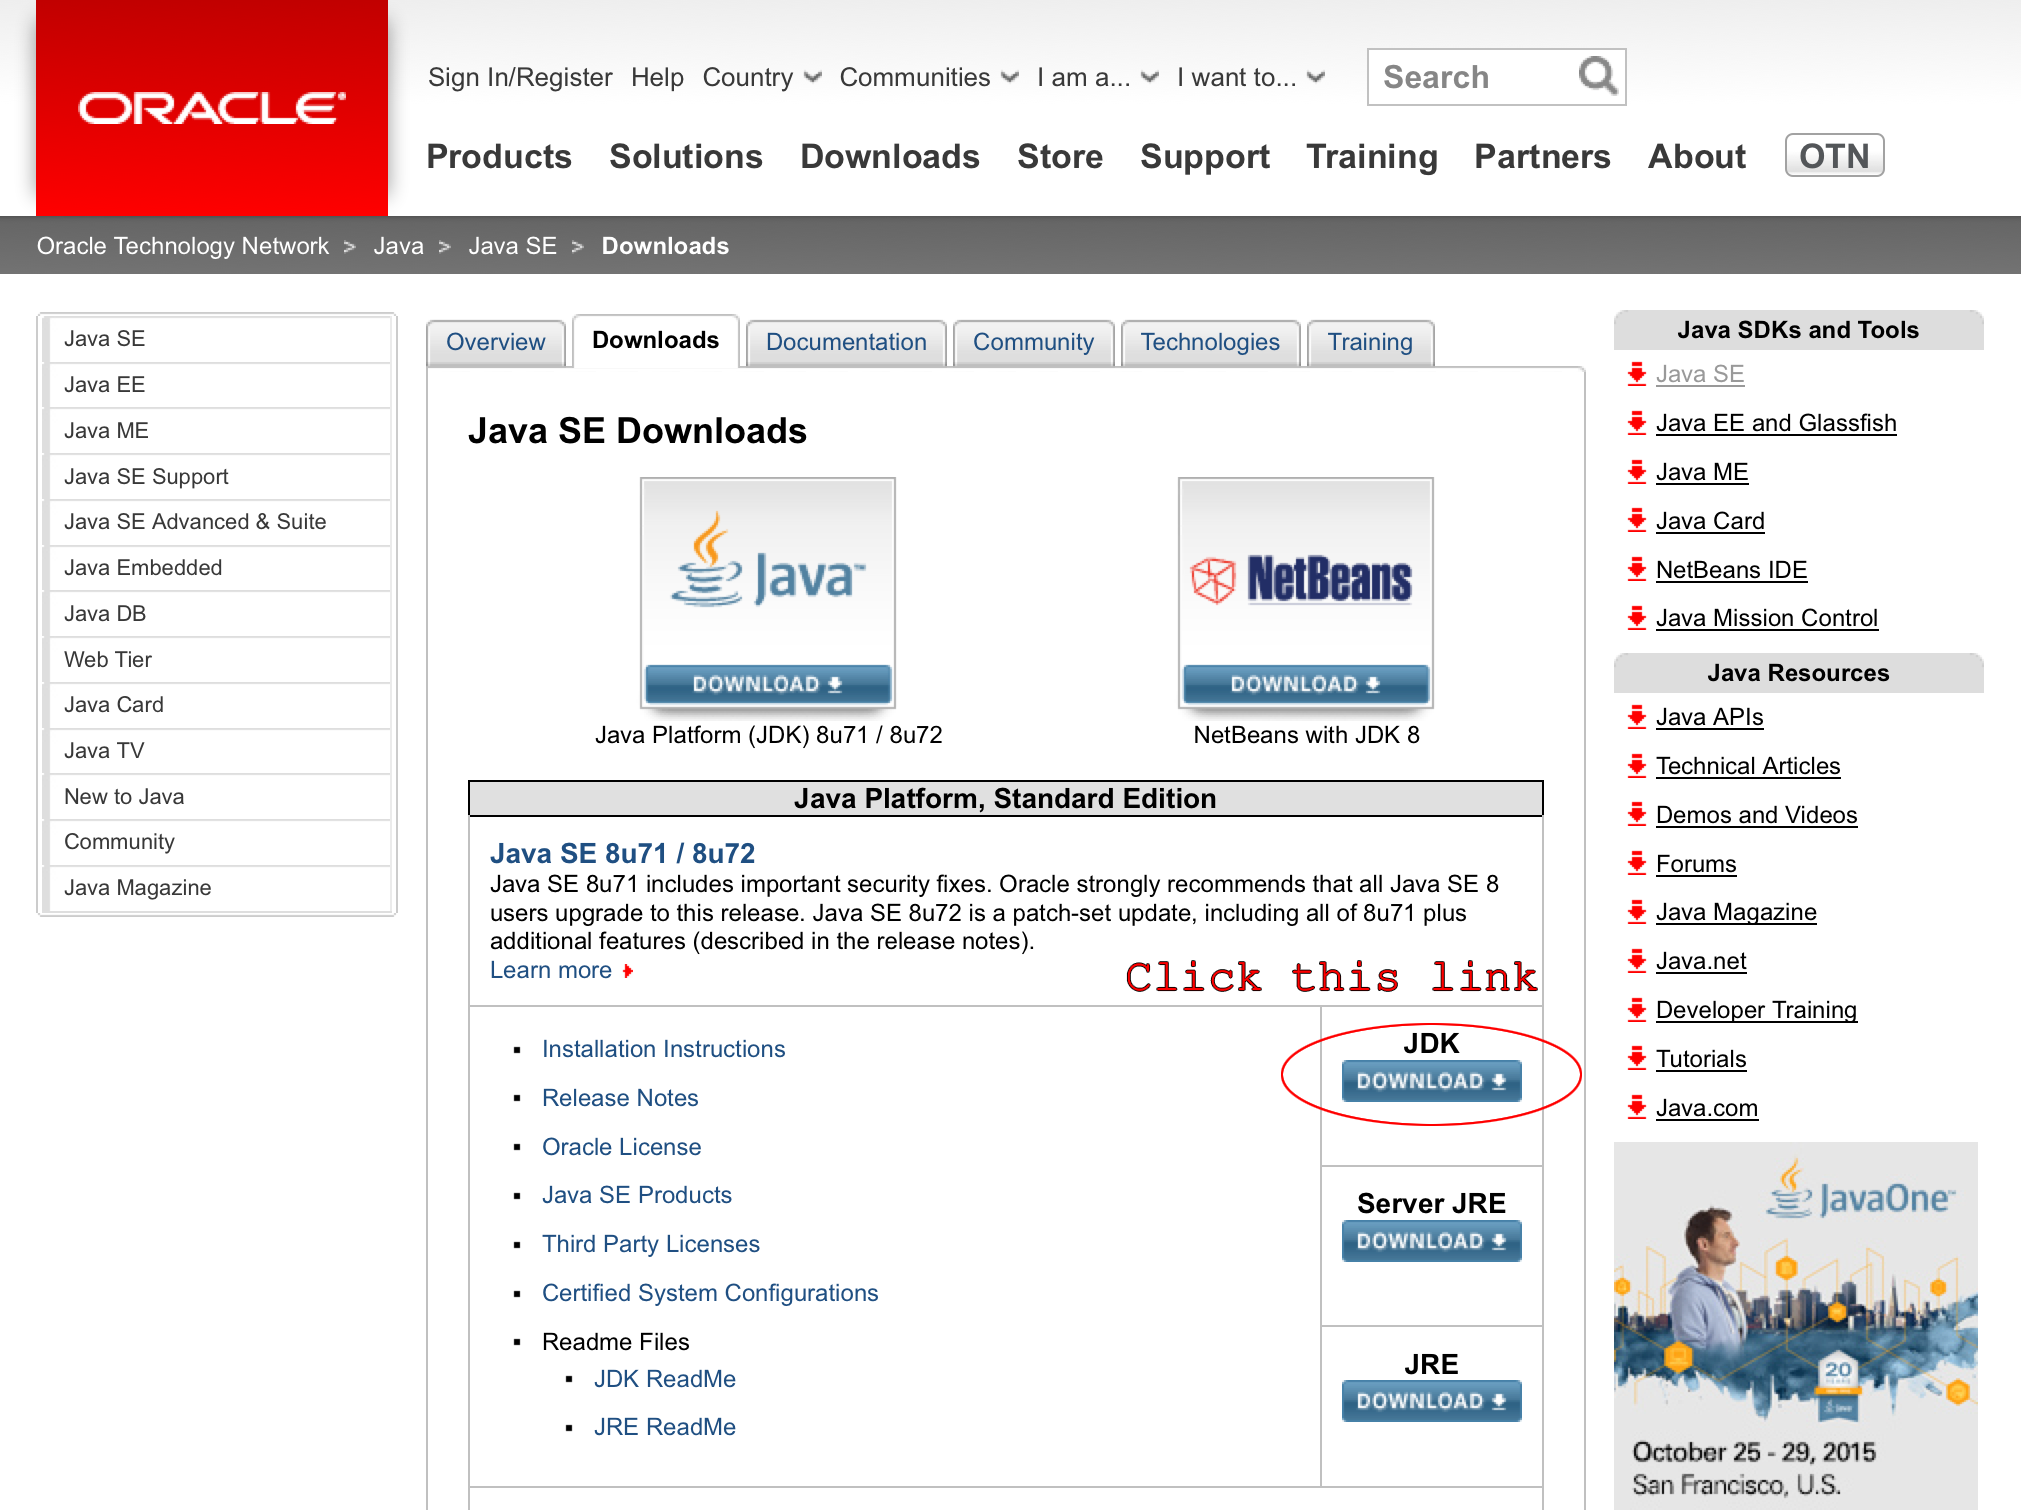 ORACLE
Sign In/Register Help Country Communities I am a... I want to... Search
Products Solutions Downloads Store Support Training Partners About OTN
Oracle Technology Network > Java > Java SE > Downloads
Java SE
Java EE
Java ME
Java SE Support
Java SE Advanced & Suite
Java Embedded
Java DB
Web Tier
Java Card
Java TV
New to Java
Community
Java Magazine
Overview Downloads Documentation Community Technologies Training
Java SE Downloads
Java™
DOWNLOAD
Java Platform (JDK) 8u71 / 8u72
NetBeans
DOWNLOAD
NetBeans with JDK 8
Java Platform, Standard Edition
Java SE 8u71 / 8u72
Java SE 8u71 includes important security fixes. Oracle strongly recommends that all Java SE 8
users upgrade to this release. Java SE 8u72 is a patch-set update, including all of 8u71 plus
additional features (described in the release notes).
Learn more
Click this link
Installation Instructions
Release Notes
Oracle License
Java SE Products
Third Party Licenses
Certified System Configurations
Readme Files
JDK ReadMe
JRE ReadMe
JDK
DOWNLOAD
Server JRE
DOWNLOAD
JRE
DOWNLOAD
Java SDKs and Tools
Java SE
Java EE and Glassfish
Java ME
Java Card
NetBeans IDE
Java Mission Control
Java Resources
Java APIs
Technical Articles
Demos and Videos
Forums
Java Magazine
Java.net
Developer Training
Tutorials
Java.com
JavaOne™
20
YEARS
Java
October 25 - 29, 2015
San Francisco, U.S.